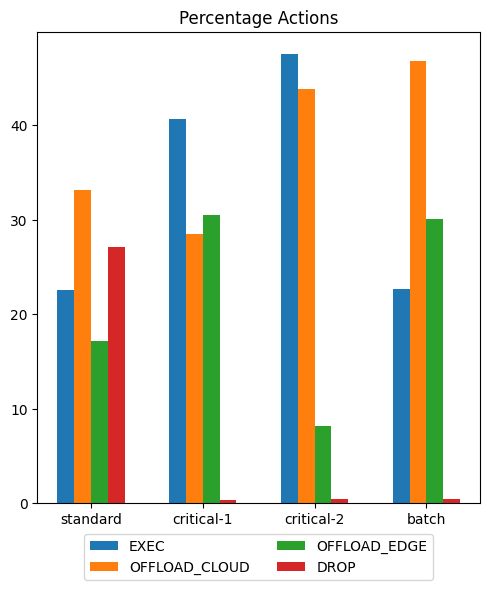 Percentage Actions
40
30
20
10
0
standard critical-1 critical-2 batch
EXEC OFFLOAD_EDGE
OFFLOAD_CLOUD DROP